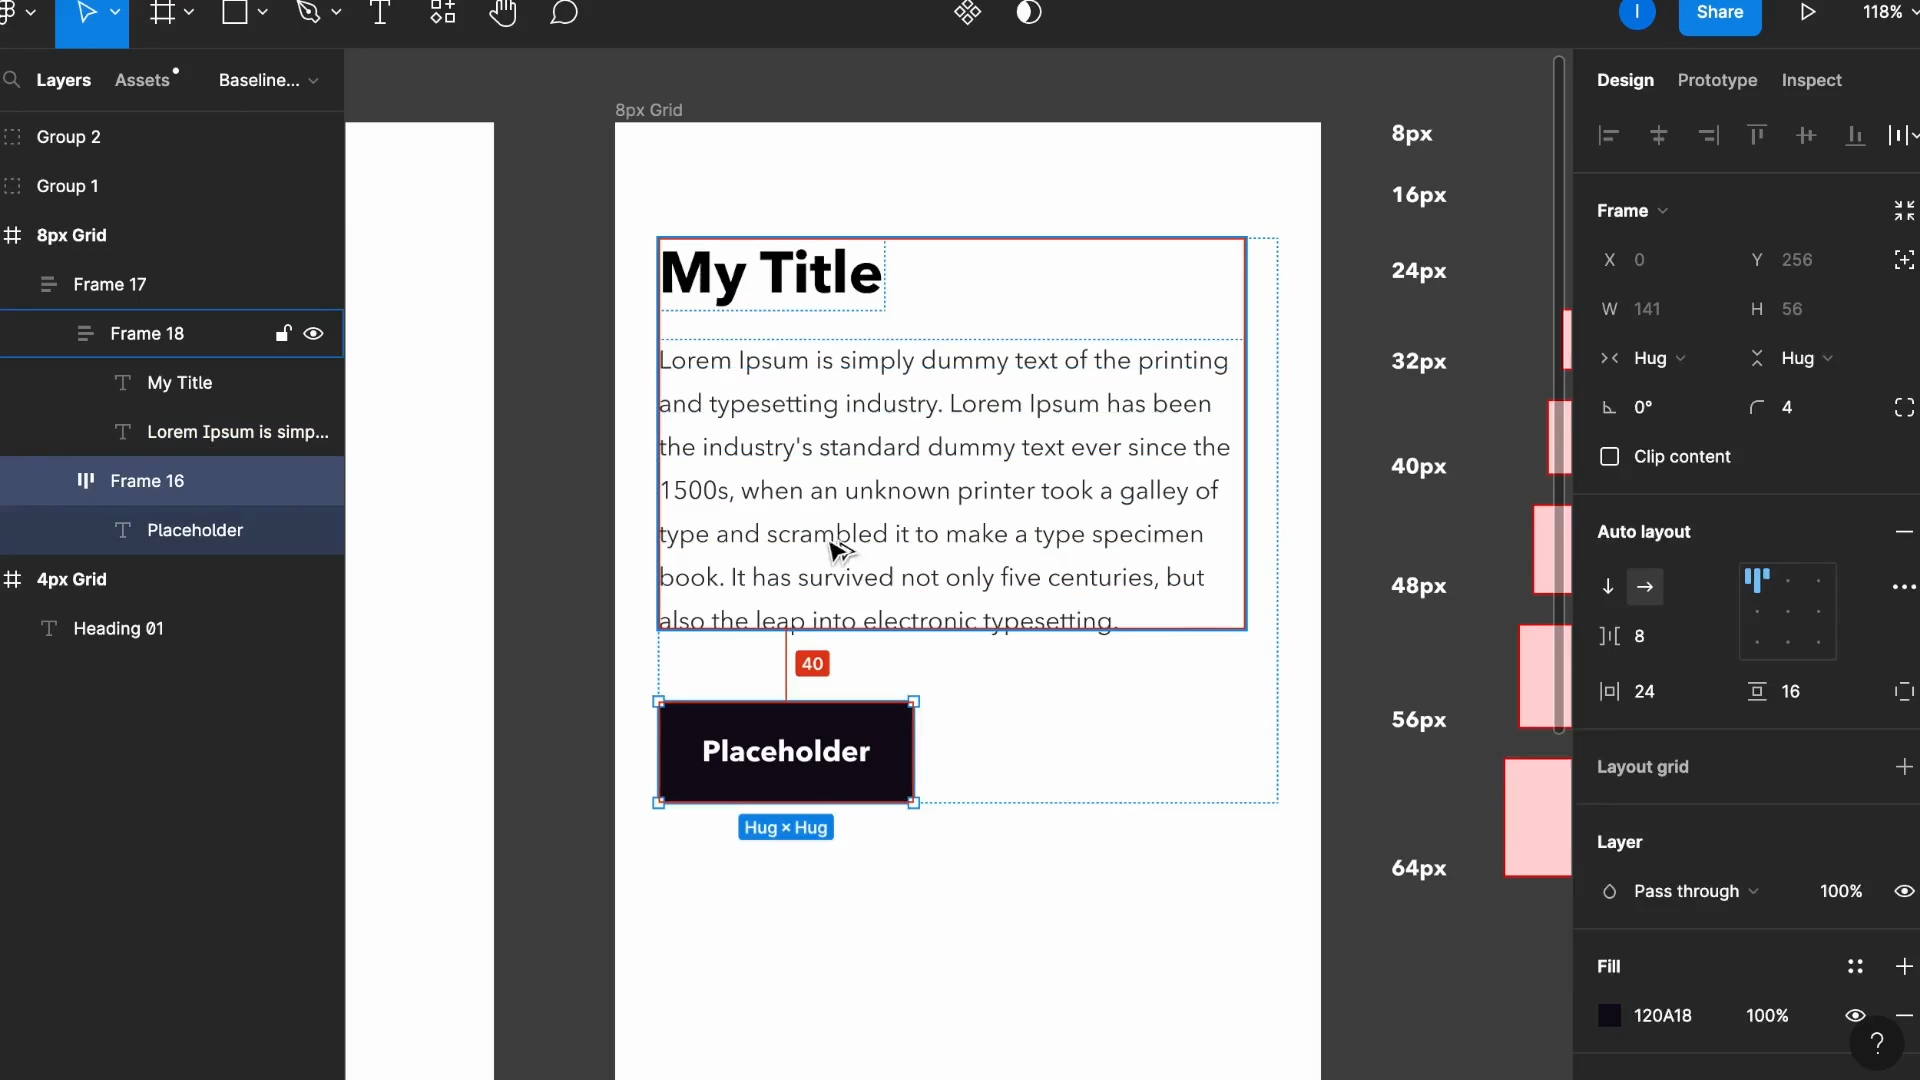 I
Share
118%
Layers
Assets
Baseline...
Group 2
Group 1
8px Grid
Frame 17
Frame 18
My Title
Lorem Ipsum is simp...
Frame 16
Placeholder
4px Grid
Heading 01
8px Grid
My Title
Lorem Ipsum is simply dummy text of the printing
and typesetting industry. Lorem Ipsum has been
the industry's standard dummy text ever since the
1500s, when an unknown printer took a galley of
type and scrambled it to make a type specimen
book. It has survived not only five centuries, but
also the leap into electronic typesetting.
40
Placeholder
Hug × Hug
8px
16px
24px
32px
40px
48px
56px
64px
Design Prototype Inspect
Frame
X 0 Y 256
W 141 H 56
Hug Hug
0° 4
Clip content
Auto layout
8
24 16
Layout grid
Layer
Pass through 100%
Fill
120A18 100%
?